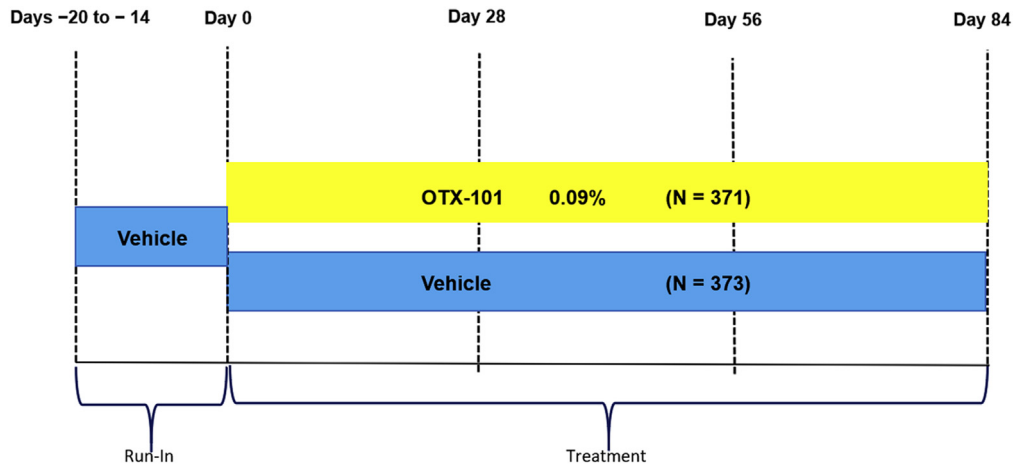 Days −20 to − 14 Day 0 Day 28 Day 56 Day 84
OTX-101 0.09% (N = 371)
Vehicle
Vehicle (N = 373)
Run-In Treatment